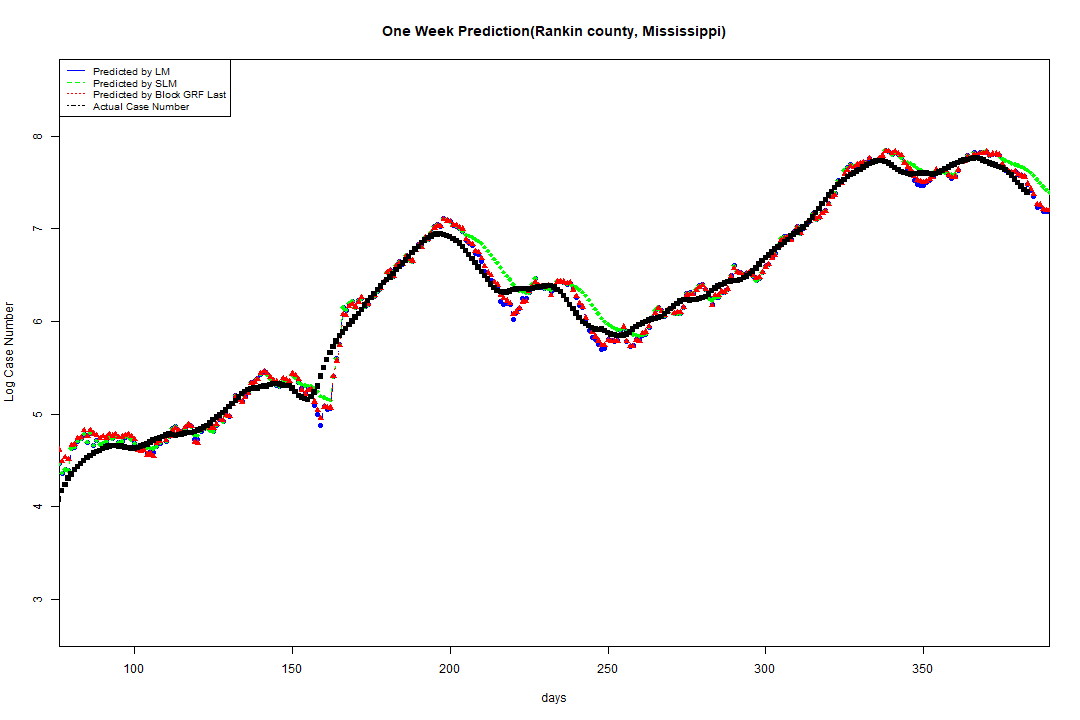 One Week Prediction(Rankin county, Mississippi)
Predicted by LM
Predicted by SLM
Predicted by Block GRF Last
Actual Case Number
8
7
6
5
4
3
Log Case Number
100 150 200 250 300 350
days